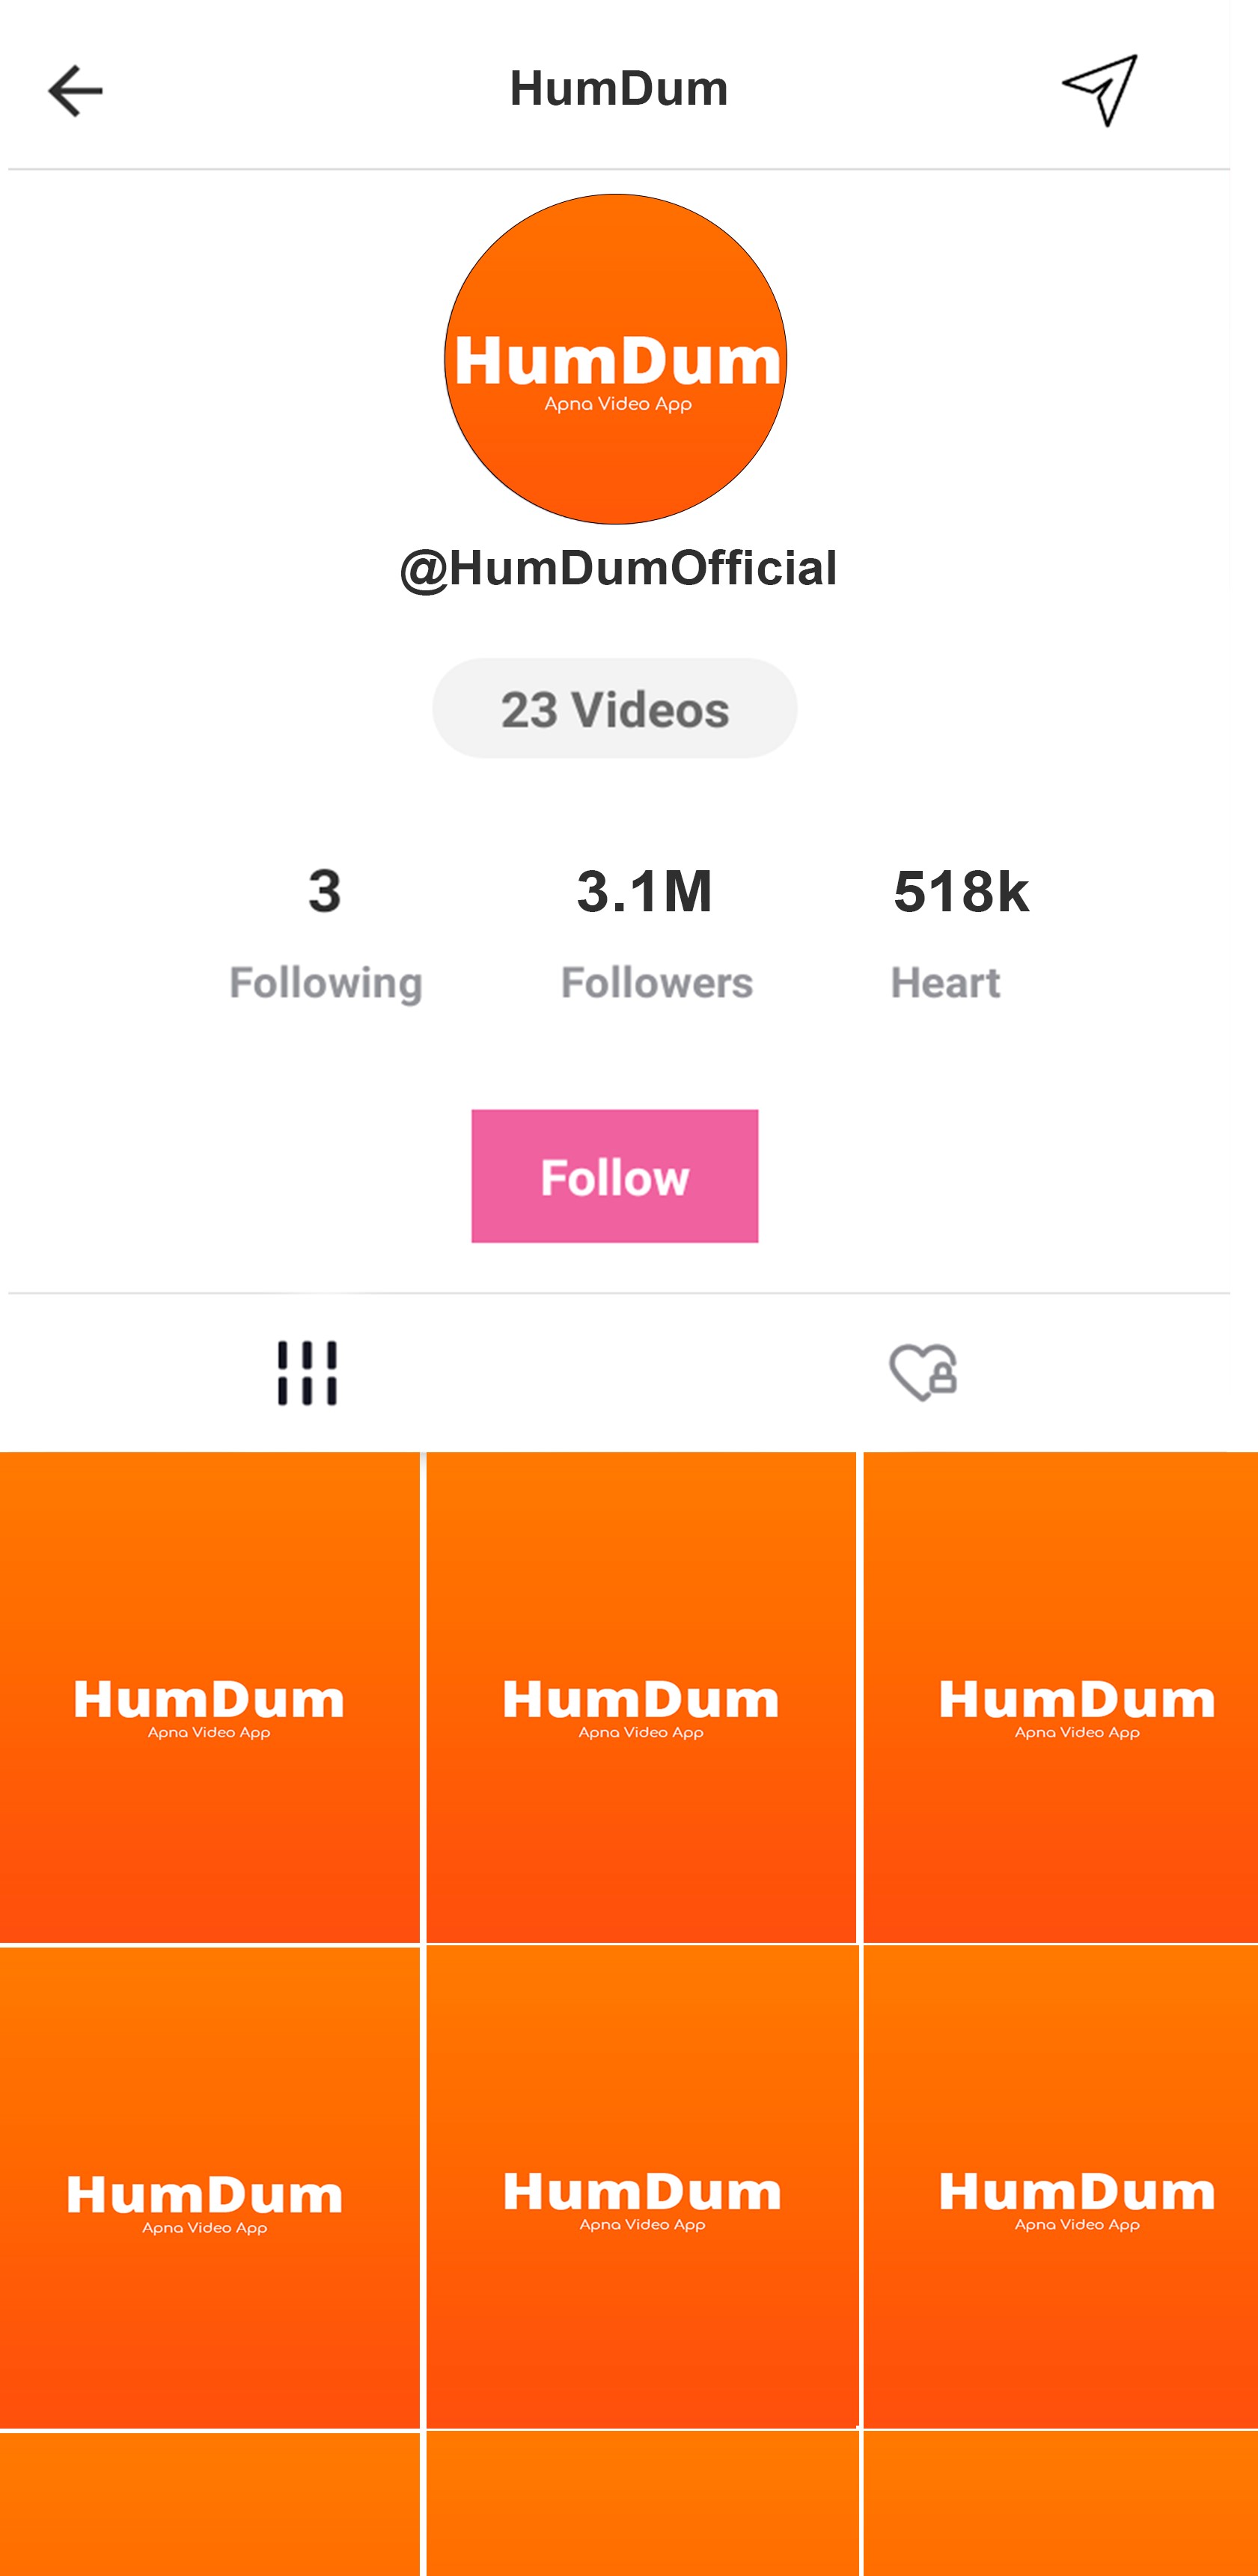 HumDum
HumDum
Apna Video App
@HumDumOfficial
23 Videos
3 3.1M 518k
Following Followers Heart
Follow
HumDum HumDum HumDum
Apna Video App Apna Video App Apna Video App
HumDum HumDum HumDum
Apna Video App Apna Video App Apna Video App